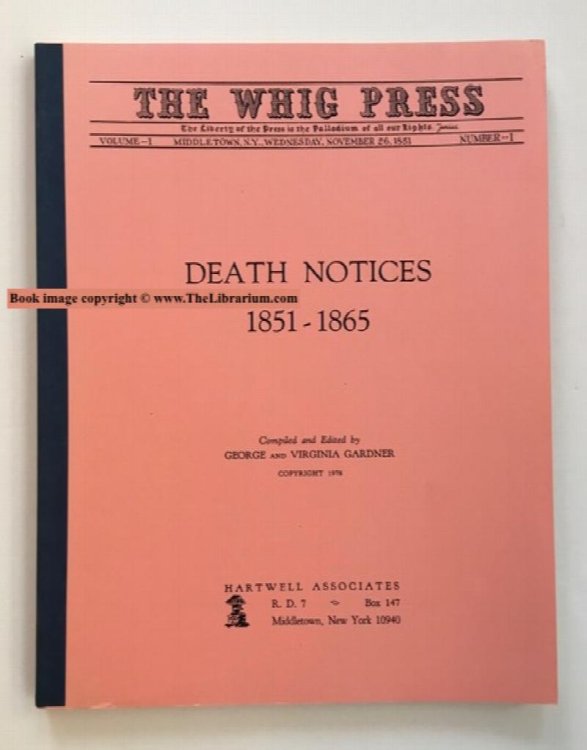 THE WHIG PRESS
The Liberty of the Press is the Palladium of all our Rights Junius
VOLUME-1 MIDDLETOWN, N.Y., WEDNESDAY, NOVEMBER 26, 1851 NUMBER-1
DEATH NOTICES
Book image copyright © www.TheLibrarium.com
1851 - 1865
Compiled and Edited by
GEORGE AND VIRGINIA GARDNER
COPYRIGHT 1978
HARTWELL ASSOCIATES
R. D. 7 Box 147
Middletown, New York 10940